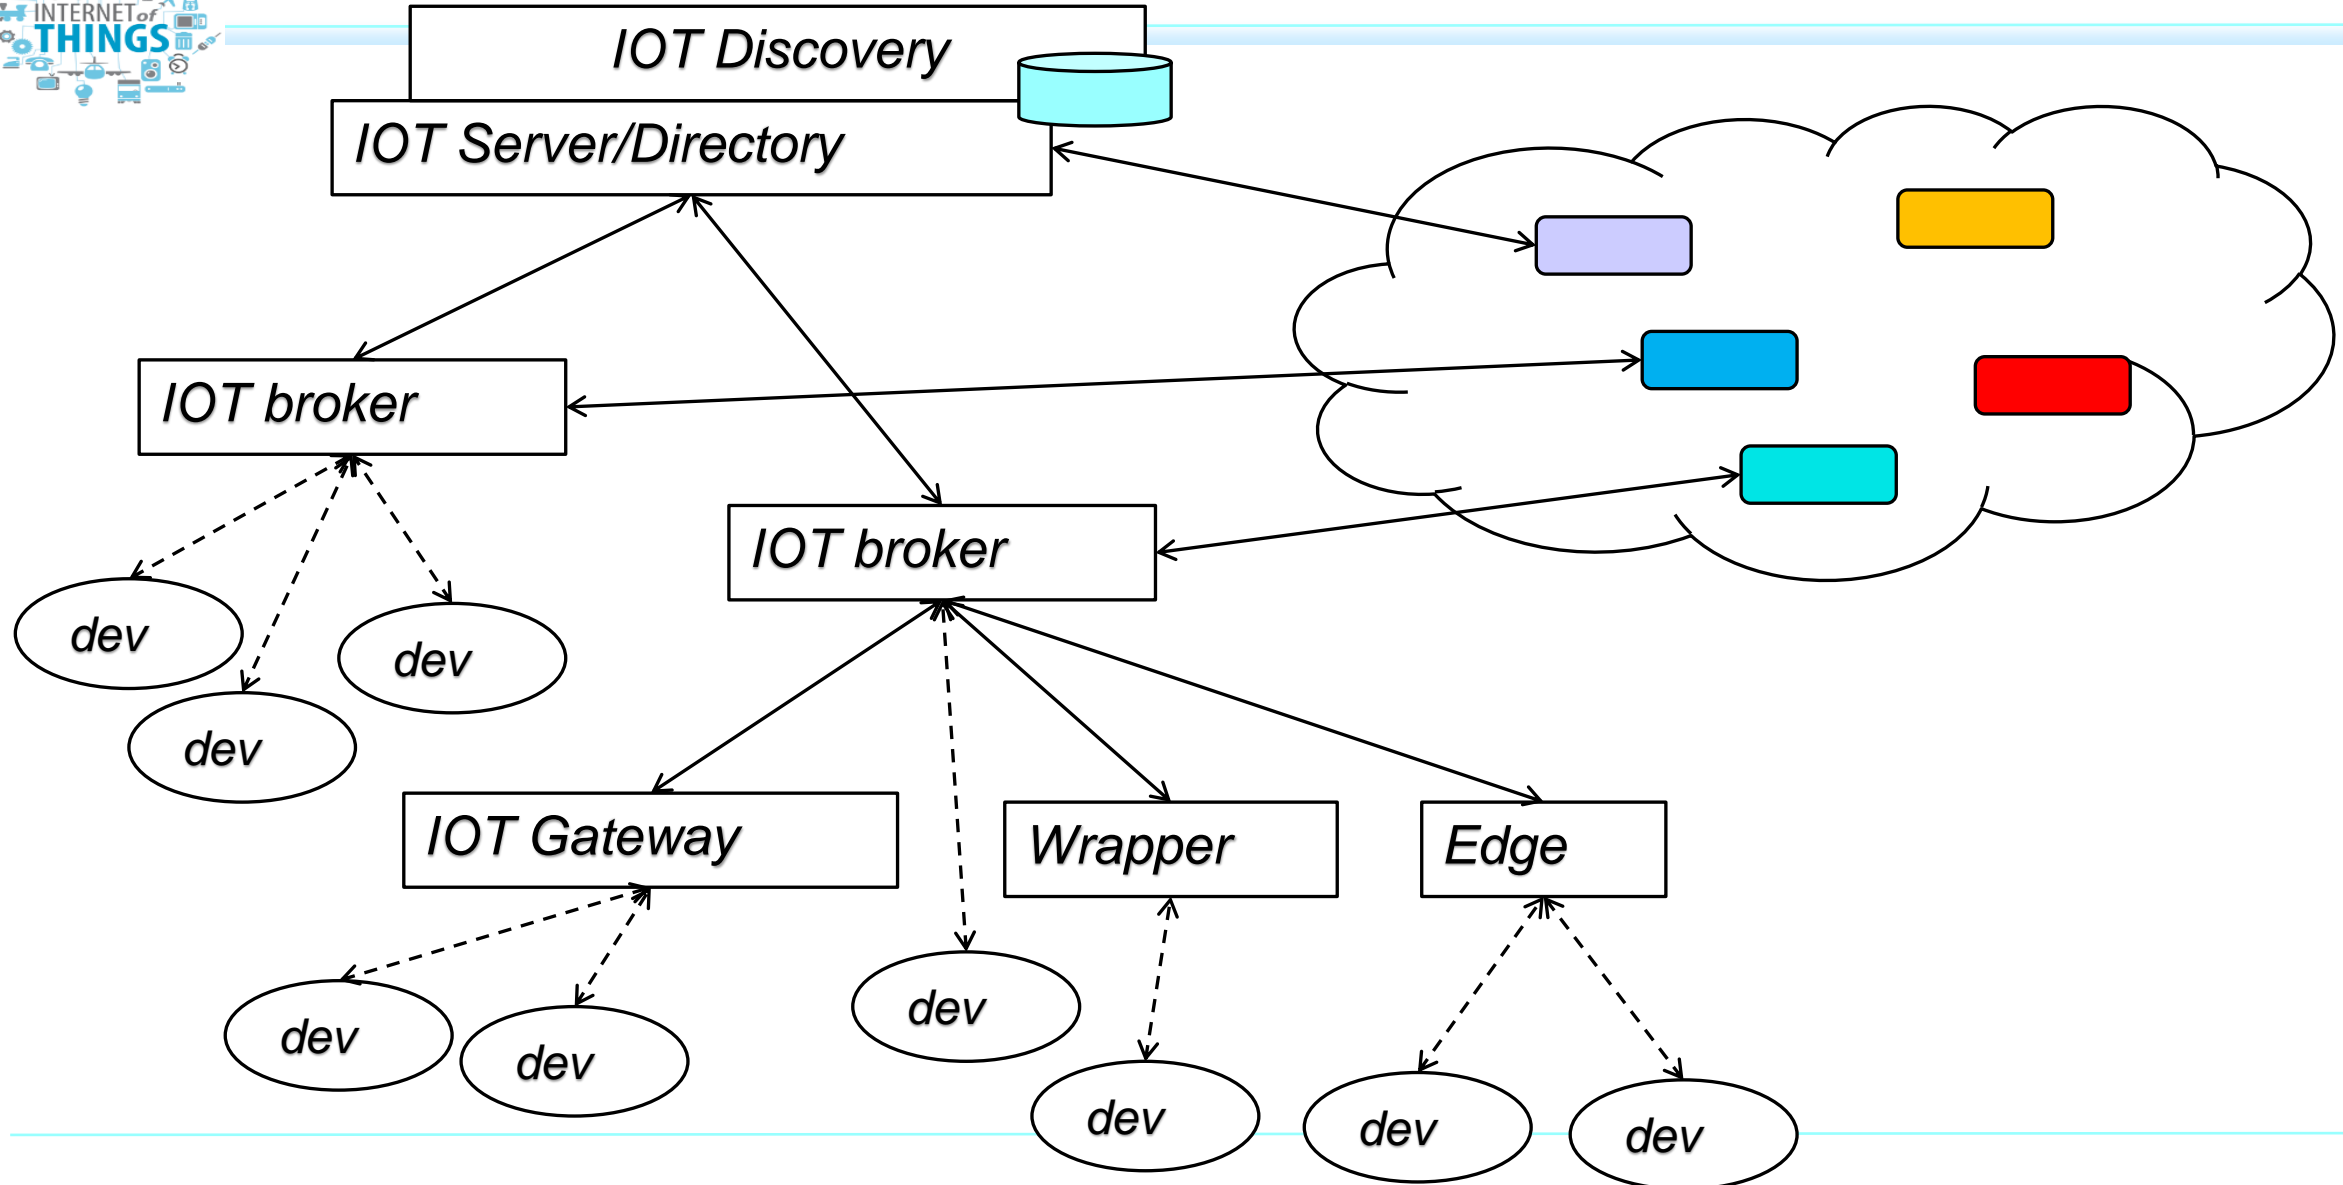 INTERNET of
THINGS
IOT Discovery
IOT Server/Directory
IOT broker
IOT broker
dev
dev
dev
IOT Gateway
Wrapper
Edge
dev
dev
dev
dev
dev
dev